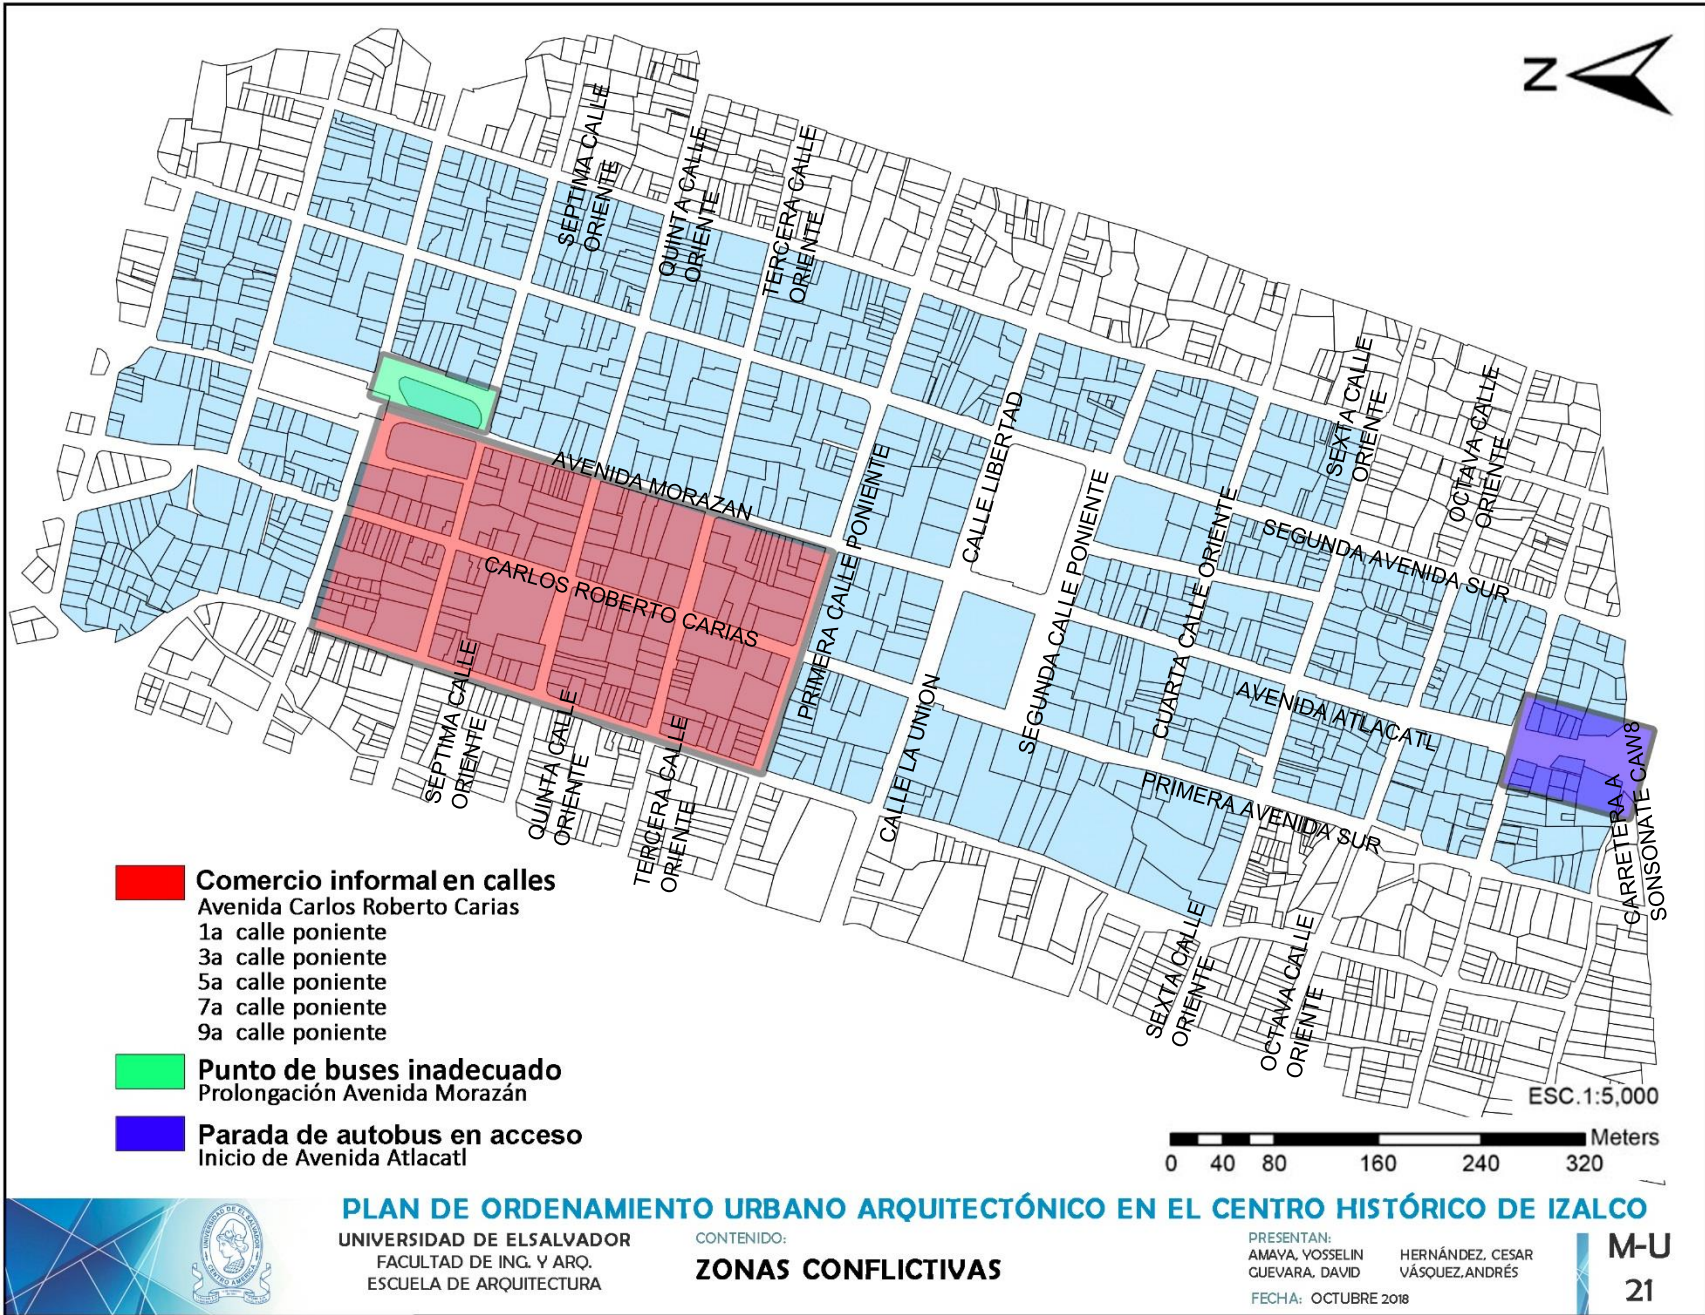 Z
SEPTIMA CALLE
ORIENTE
QUINTA CALLE
ORIENTE
TERCERA CALLE
ORIENTE
SEXTA CALLE
ORIENTE
OCTAVA CALLE
ORIENTE
AVENIDA MORAZAN
CALLE LIBERTAD
PRIMERA CALLE PONIENTE
SEGUNDA CALLE PONIENTE
CUARTA CALLE ORIENTE
SEGUNDA AVENIDA SUR
CARLOS ROBERTO CARIAS
AVENIDA ATLACATL
CALLE LA UNION
PRIMERA AVENIDA SUR
SEPTIMA CALLE
ORIENTE
QUINTA CALLE
ORIENTE
TERCERA CALLE
ORIENTE
CARRETERA A
SONSONATE CAW8
SEXTA CALLE
ORIENTE
OCTAVA CALLE
ORIENTE
Comercio informal en calles
Avenida Carlos Roberto Carias
1a calle poniente
3a calle poniente
5a calle poniente
7a calle poniente
9a calle poniente
Punto de buses inadecuado
Prolongación Avenida Morazán
Parada de autobus en acceso
Inicio de Avenida Atlacatl
ESC.1:5,000
Meters
0 40 80 160 240 320
PLAN DE ORDENAMIENTO URBANO ARQUITECTÓNICO EN EL CENTRO HISTÓRICO DE IZALCO
UNIVERSIDAD DE ELSALVADOR
FACULTAD DE ING. Y ARQ.
ESCUELA DE ARQUITECTURA
CONTENIDO:
ZONAS CONFLICTIVAS
PRESENTAN:
AMAYA, YOSSELIN HERNÁNDEZ, CESAR
GUEVARA, DAVID VÁSQUEZ,ANDRÉS
FECHA: OCTUBRE 2018
M-U
21
UNIVERSIDAD DE EL SALVADOR
CENTRO AMERICA